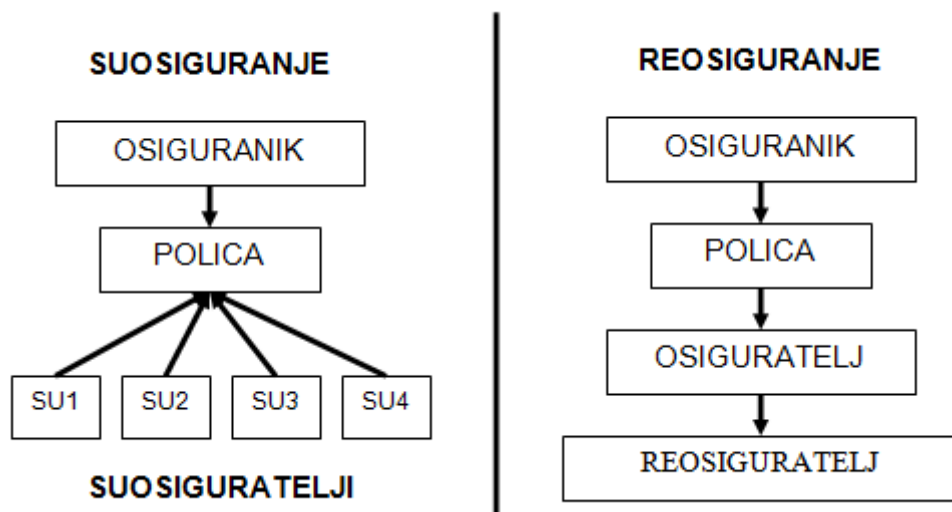 SUOSIGURANJE
OSIGURANIK
POLICA
SU1
SU2
SU3
SU4
SUOSIGURATELJI
REOSIGURANJE
OSIGURANIK
POLICA
OSIGURATELJ
REOSIGURATELJ